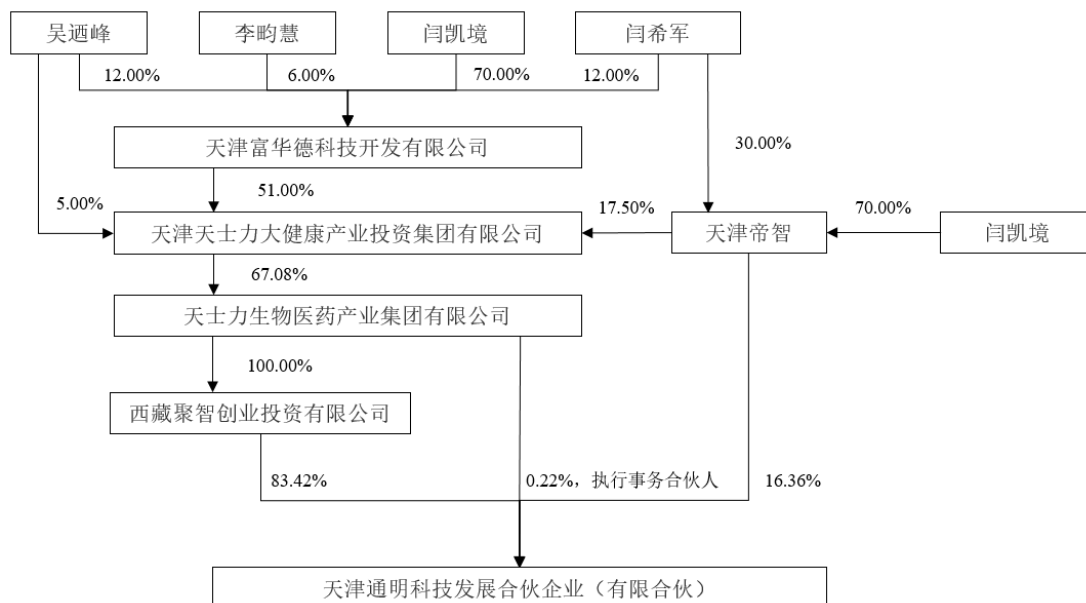 吴迺峰
李畇慧
闫凯境
闫希军
12.00%
6.00%
70.00%
12.00%
天津富华德科技开发有限公司
30.00%
51.00%
5.00%
17.50%
70.00%
天津天士力大健康产业投资集团有限公司
天津帝智
闫凯境
67.08%
天士力生物医药产业集团有限公司
100.00%
西藏聚智创业投资有限公司
83.42%
0.22%，执行事务合伙人
16.36%
天津通明科技发展合伙企业（有限合伙）